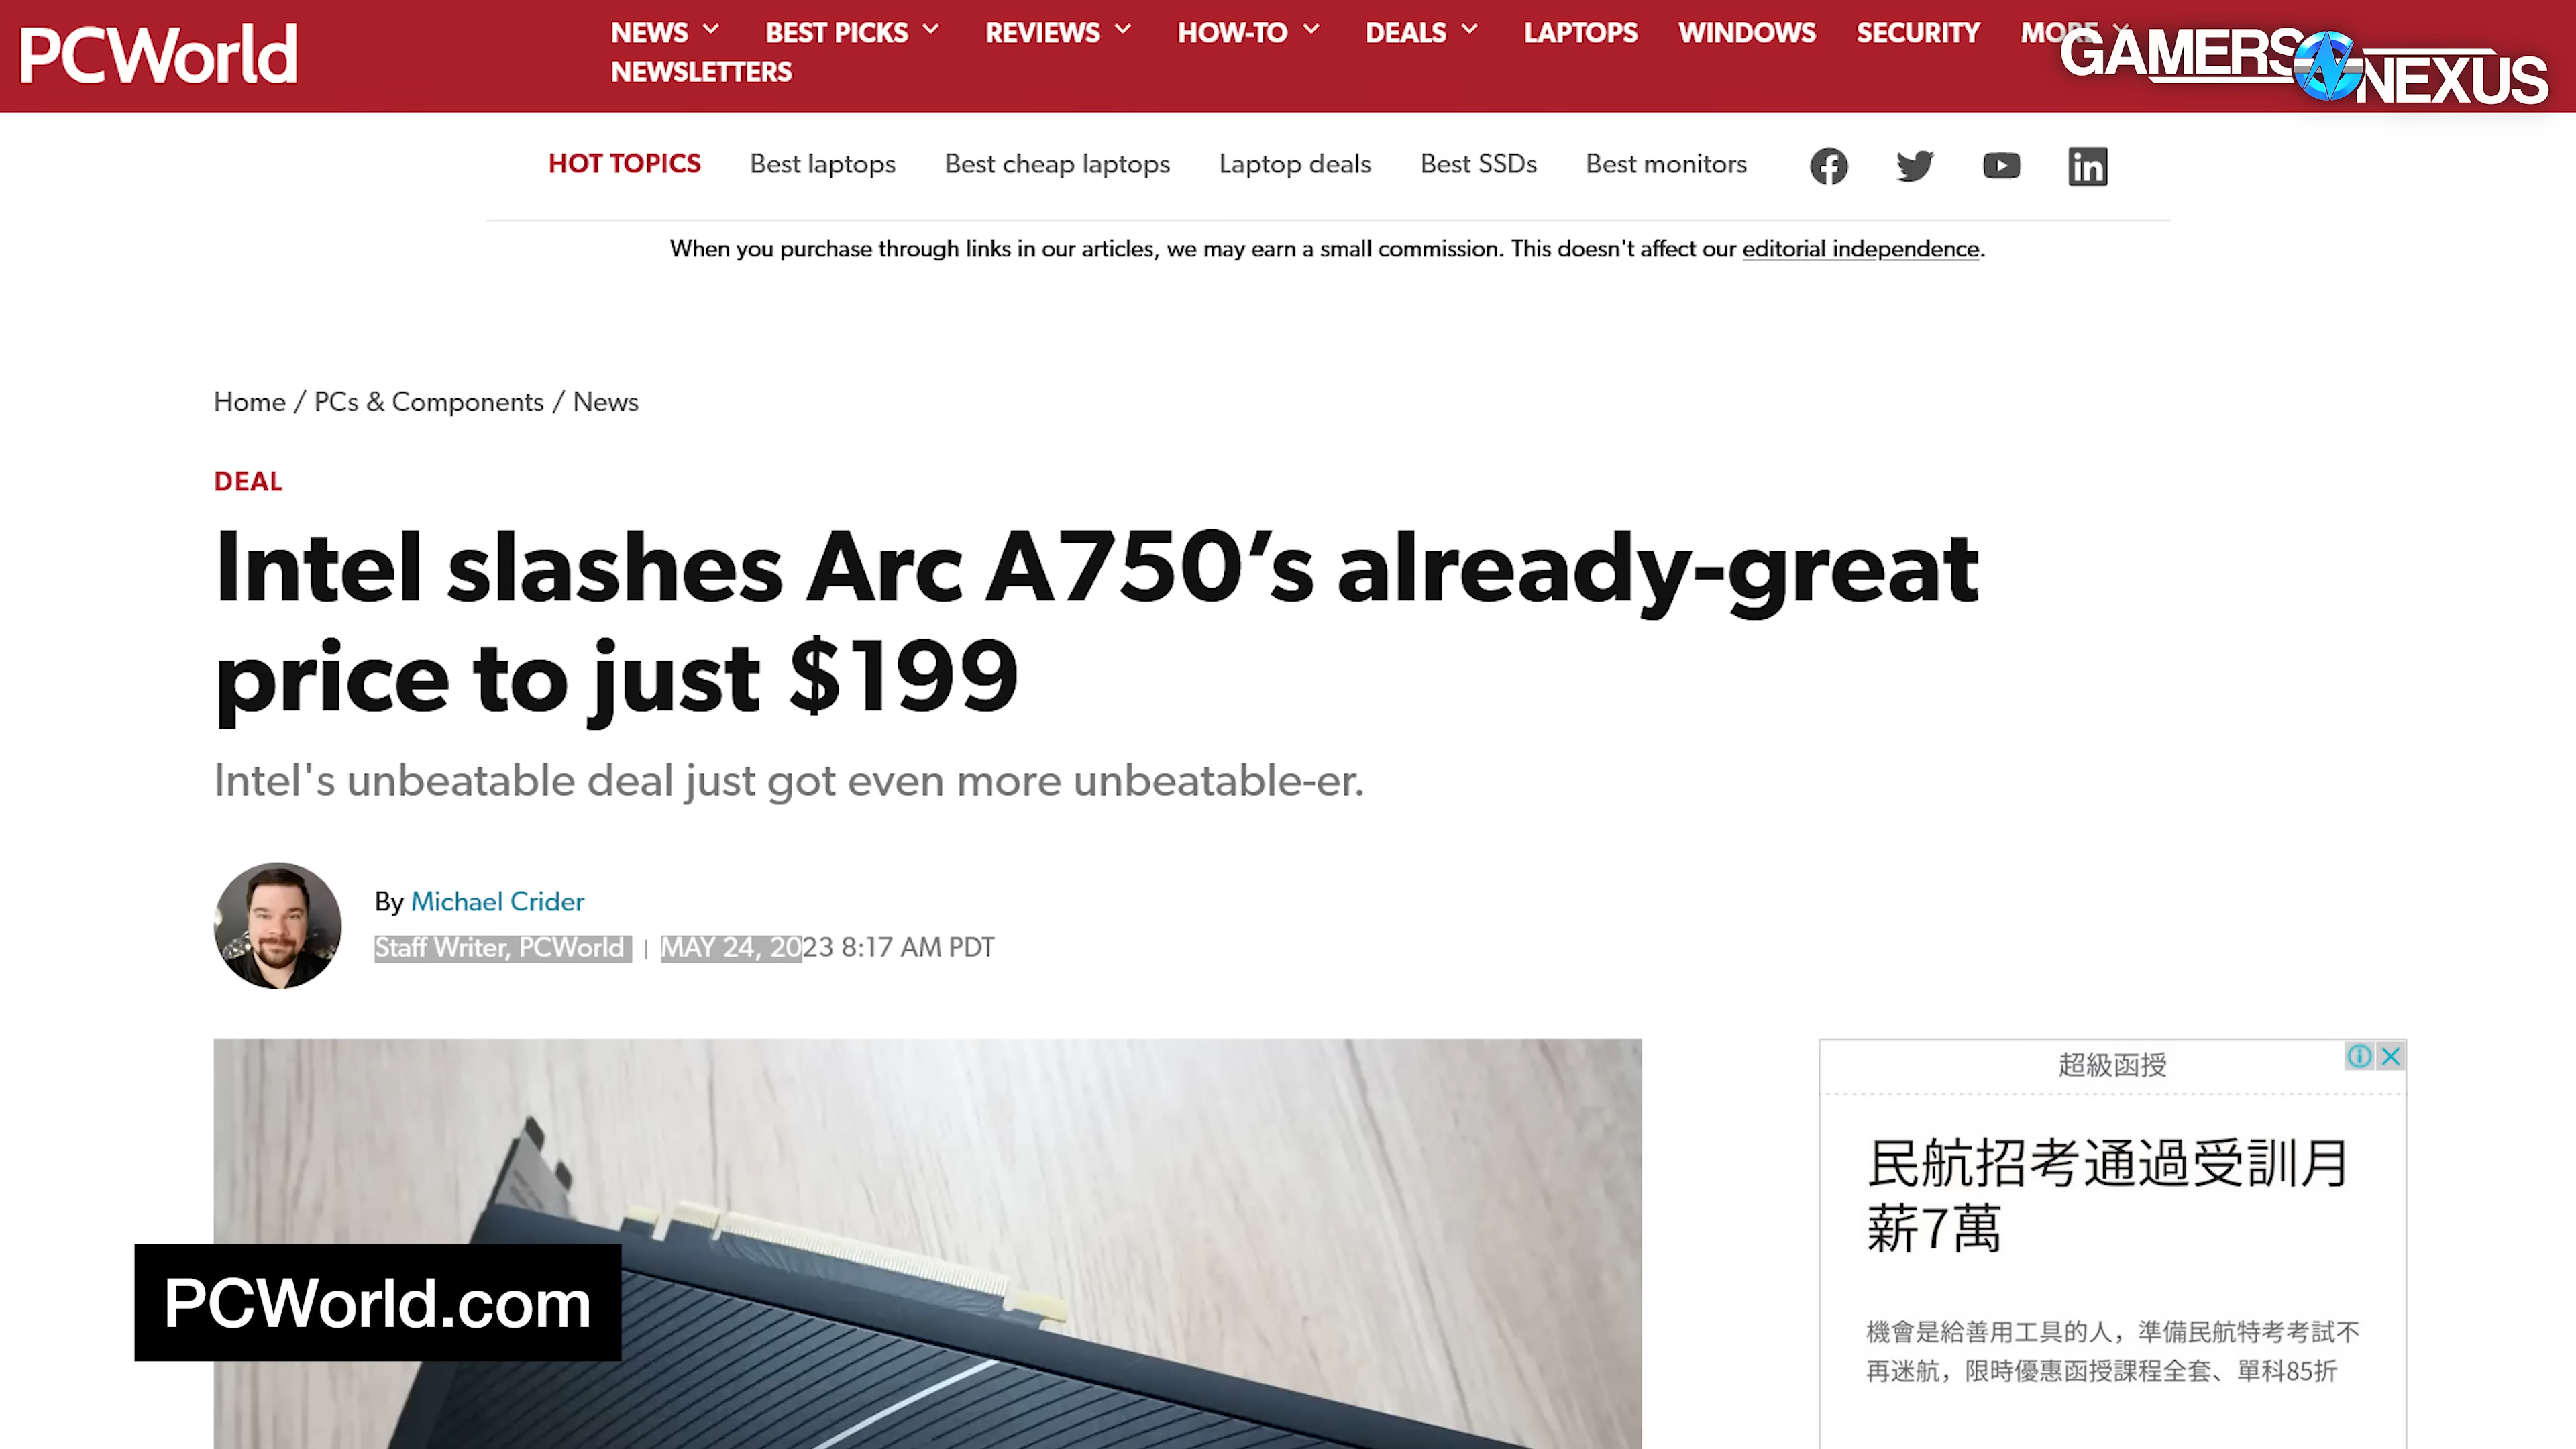 PCWorld
NEWS BEST PICKS REVIEWS HOW-TO DEALS LAPTOPS WINDOWS SECURITY MORE
NEWSLETTERS
GAMERS NEXUS
HOT TOPICS Best laptops Best cheap laptops Laptop deals Best SSDs Best monitors
When you purchase through links in our articles, we may earn a small commission. This doesn't affect our editorial independence.
Home / PCs & Components / News
DEAL
Intel slashes Arc A750’s already-great
price to just $199
Intel's unbeatable deal just got even more unbeatable-er.
By Michael Crider
Staff Writer, PCWorld | MAY 24, 2023 8:17 AM PDT
超級函授
民航招考通過受訓月
薪7萬
機會是給善用工具的人，準備民航特考考試不
再迷航，限時優惠函授課程全套、單科85折
PCWorld.com